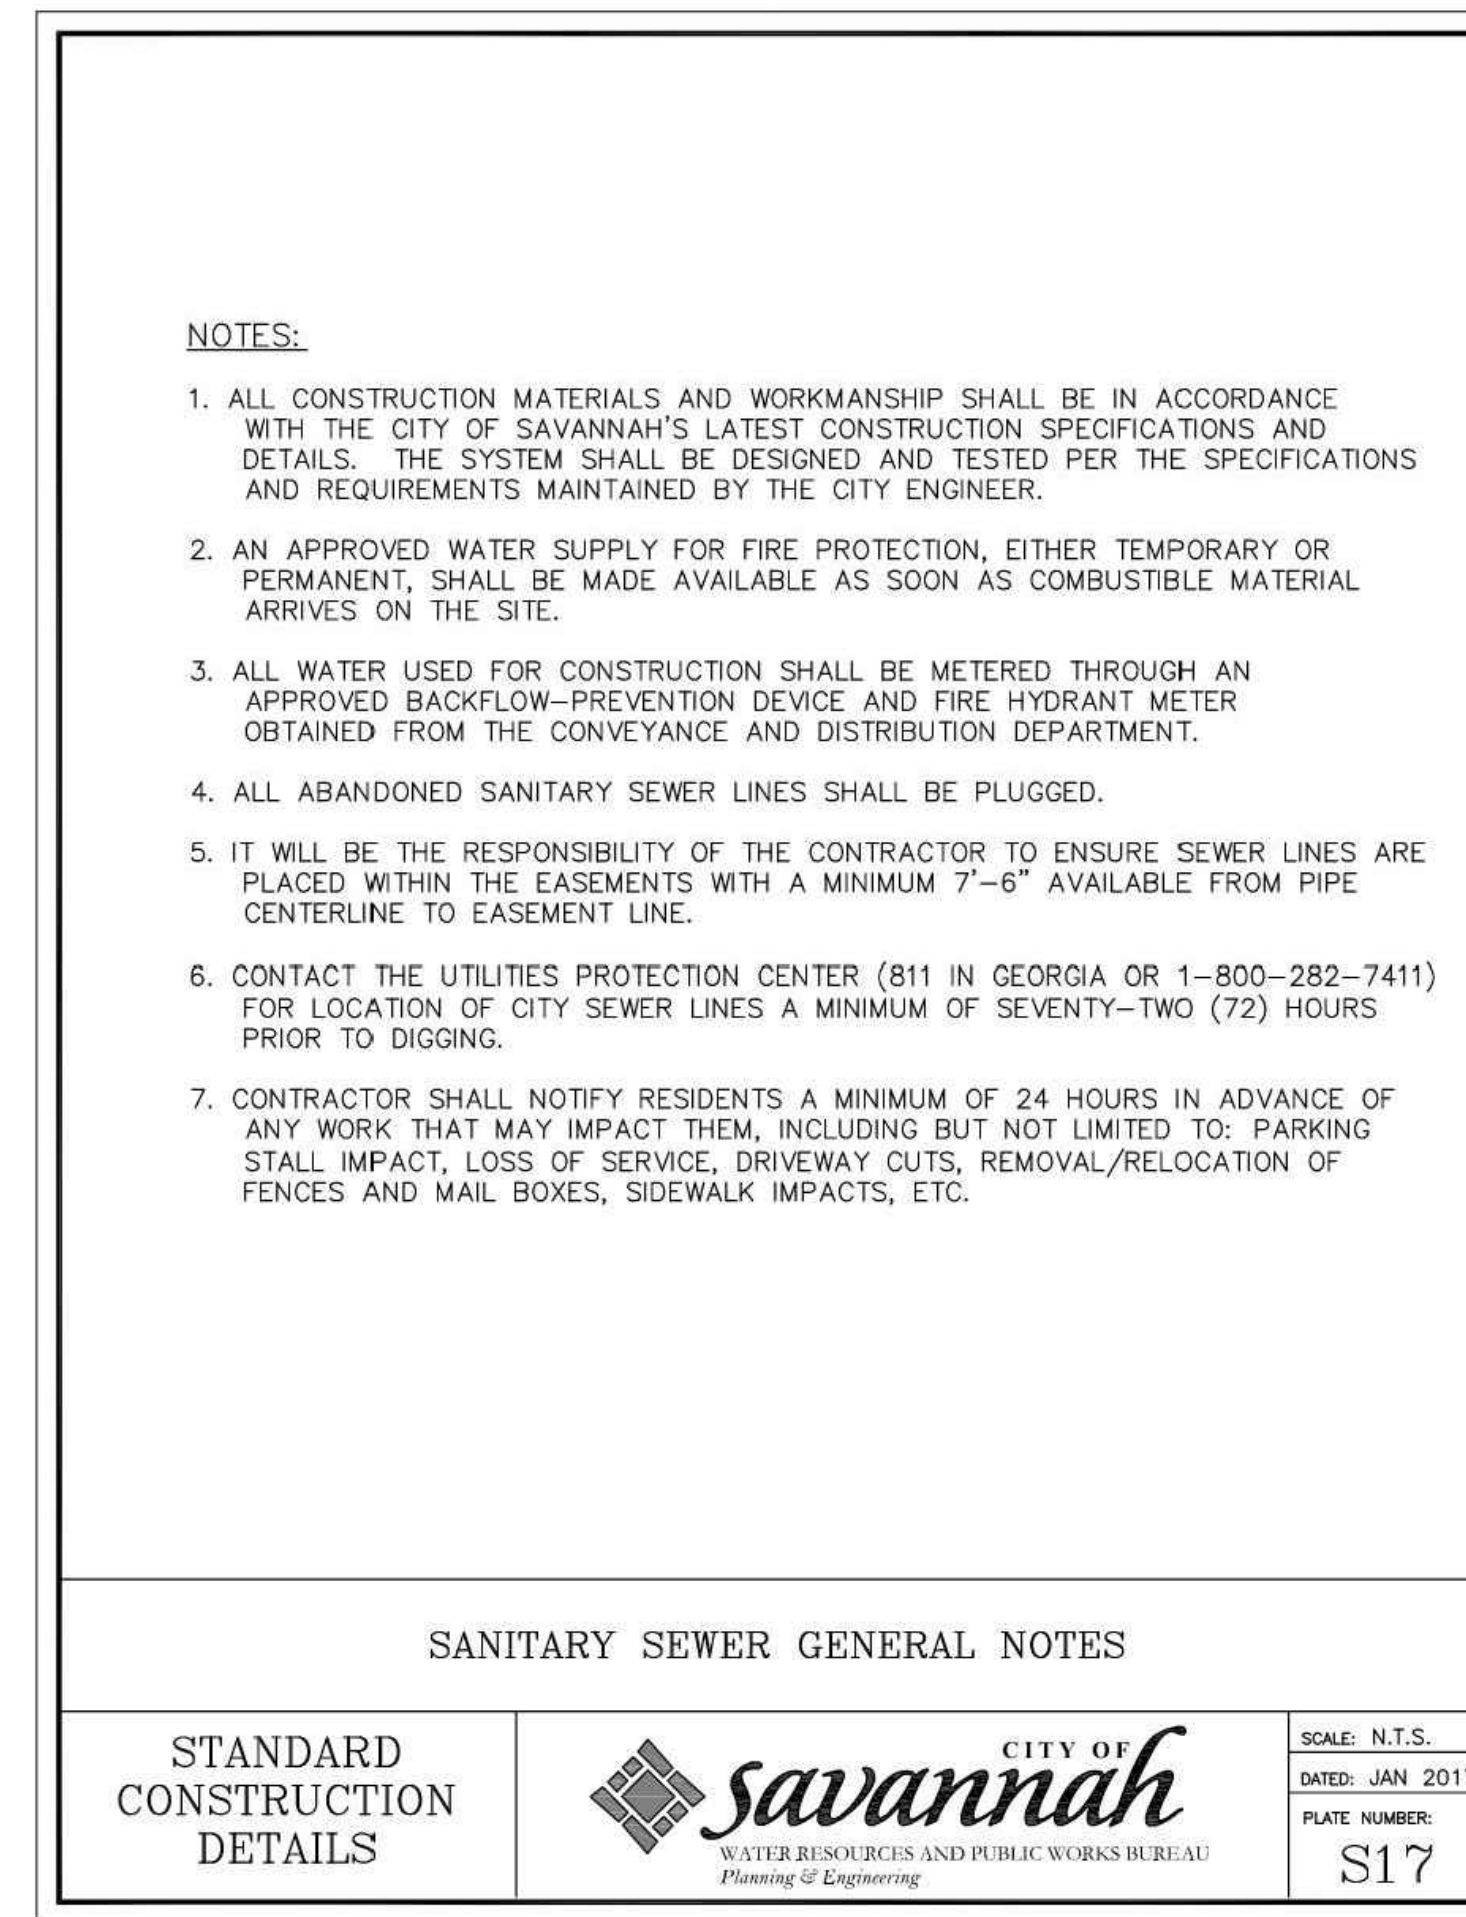 NOTES:
1. ALL CONSTRUCTION MATERIALS AND WORKMANSHIP SHALL BE IN ACCORDANCE
WITH THE CITY OF SAVANNAH'S LATEST CONSTRUCTION SPECIFICATIONS AND
DETAILS. THE SYSTEM SHALL BE DESIGNED AND TESTED PER THE SPECIFICATIONS
AND REQUIREMENTS MAINTAINED BY THE CITY ENGINEER.
2. AN APPROVED WATER SUPPLY FOR FIRE PROTECTION, EITHER TEMPORARY OR
PERMANENT, SHALL BE MADE AVAILABLE AS SOON AS COMBUSTIBLE MATERIAL
ARRIVES ON THE SITE.
3. ALL WATER USED FOR CONSTRUCTION SHALL BE METERED THROUGH AN
APPROVED BACKFLOW-PREVENTION DEVICE AND FIRE HYDRANT METER
OBTAINED FROM THE CONVEYANCE AND DISTRIBUTION DEPARTMENT.
4. ALL ABANDONED SANITARY SEWER LINES SHALL BE PLUGGED.
5. IT WILL BE THE RESPONSIBILITY OF THE CONTRACTOR TO ENSURE SEWER LINES ARE
PLACED WITHIN THE EASEMENTS WITH A MINIMUM 7'-6" AVAILABLE FROM PIPE
CENTERLINE TO EASEMENT LINE.
6. CONTACT THE UTILITIES PROTECTION CENTER (811 IN GEORGIA OR 1-800-282-7411)
FOR LOCATION OF CITY SEWER LINES A MINIMUM OF SEVENTY-TWO (72) HOURS
PRIOR TO DIGGING.
7. CONTRACTOR SHALL NOTIFY RESIDENTS A MINIMUM OF 24 HOURS IN ADVANCE OF
ANY WORK THAT MAY IMPACT THEM, INCLUDING BUT NOT LIMITED TO: PARKING
STALL IMPACT, LOSS OF SERVICE, DRIVEWAY CUTS, REMOVAL/RELOCATION OF
FENCES AND MAIL BOXES, SIDEWALK IMPACTS, ETC.
SANITARY SEWER GENERAL NOTES
STANDARD
CONSTRUCTION
DETAILS
CITY OF
savannah
WATER RESOURCES AND PUBLIC WORKS BUREAU
Planning & Engineering
SCALE: N.T.S.
DATED: JAN
PLATE NUMBER:
S17